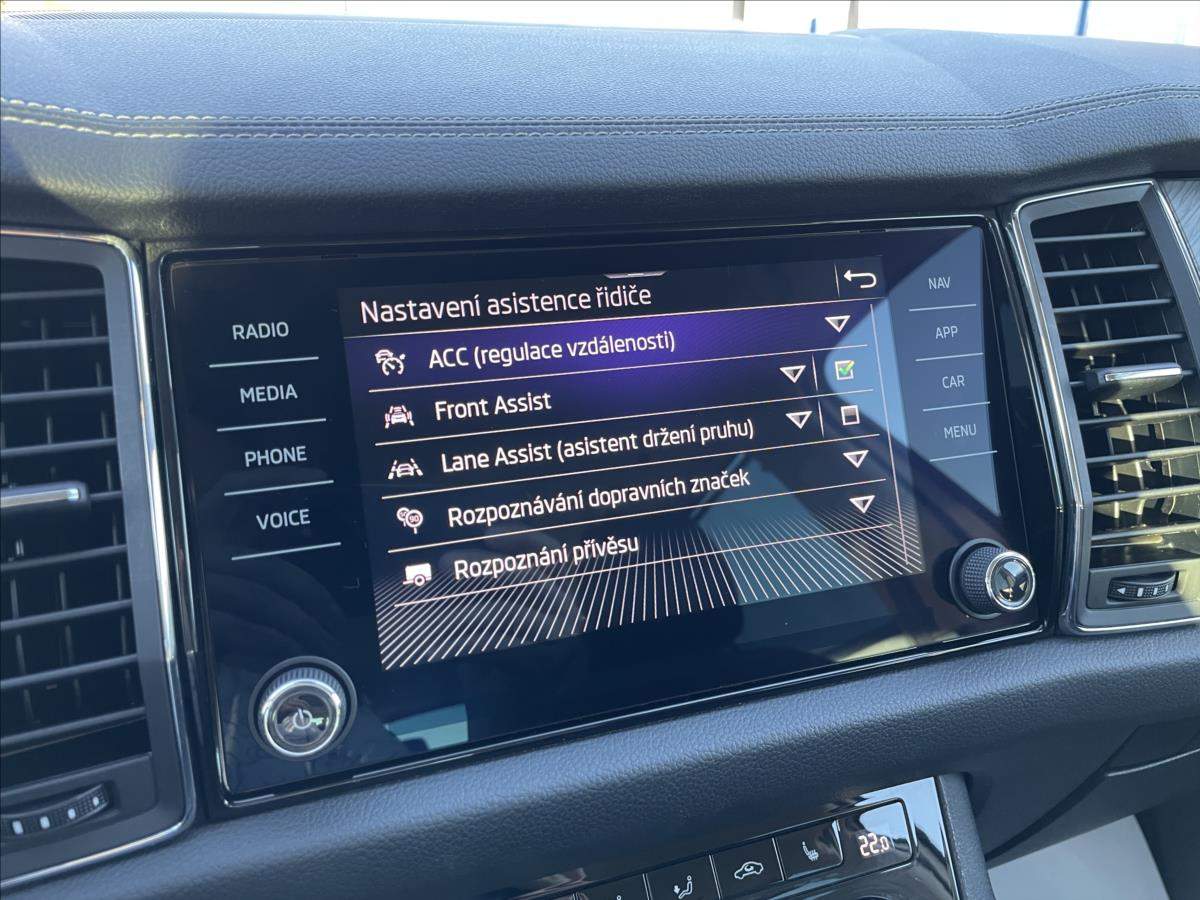 Nastavení asistence řidiče
ACC (regulace vzdálenosti)
Front Assist
Lane Assist (asistent držení pruhu)
Rozpoznávání dopravních značek
Rozpoznání přívěsu
RADIO
MEDIA
PHONE
VOICE
NAV
APP
CAR
MENU
22.0